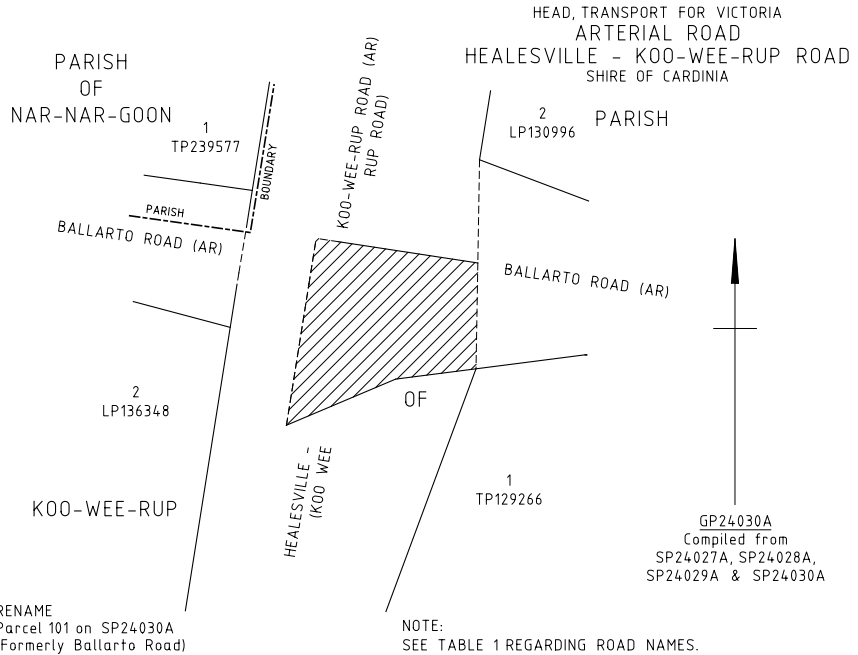 HEAD, TRANSPORT FOR VICTORIA
ARTERIAL ROAD
HEALESVILLE - KOO-WEE-RUP ROAD
SHIRE OF CARDINIA
PARISH
OF
NAR-NAR-GOON
1
TP239577
BOUNDARY
PARISH
BALLARTO ROAD (AR)
KOO-WEE-RUP ROAD (AR)
RUP ROAD)
2
LP130996
PARISH
BALLARTO ROAD (AR)
2
LP136348
OF
HEALESVILLE -
(KOO WEE
1
TP129266
KOO-WEE-RUP
GP24030A
Compiled from
SP24027A, SP24028A,
SP24029A & SP24030A
RENAME
Parcel 101 on SP24030A
(Formerly Ballarto Road)
NOTE:
SEE TABLE 1 REGARDING ROAD NAMES.